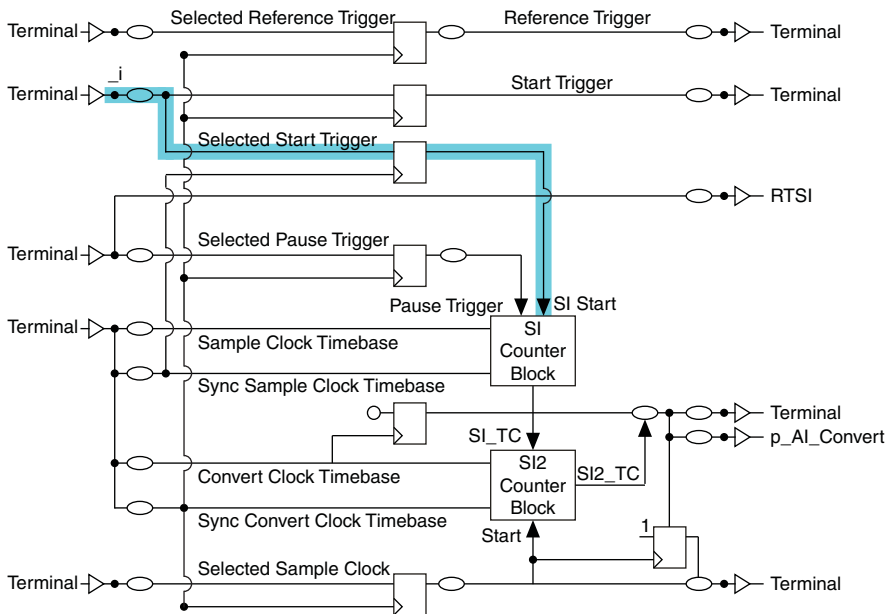 Selected Reference Trigger
Reference Trigger
Terminal
Terminal
_i
Terminal
Start Trigger
Terminal
Selected Start Trigger
RTSI
Selected Pause Trigger
Terminal
Pause Trigger
SI Start
Terminal
SI
Counter
Block
Sample Clock Timebase
Sync Sample Clock Timebase
Terminal
SI_TC
p_AI_Convert
SI2
Counter
Block
SI2_TC
Convert Clock Timebase
Sync Convert Clock Timebase
Start
1
Selected Sample Clock
Terminal
Terminal